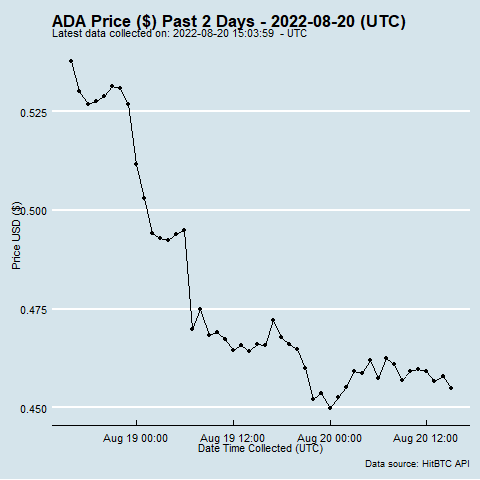 ADA Price ($) Past 2 Days - 2022-08-20 (UTC)
Latest data collected on: 2022-08-20 15:03:59  - UTC
Price USD ($)
0.525
0.500
0.475
0.450
Aug 19 00:00
Aug 19 12:00
Aug 20 00:00
Aug 20 12:00
Date Time Collected (UTC)
Data source: HitBTC API